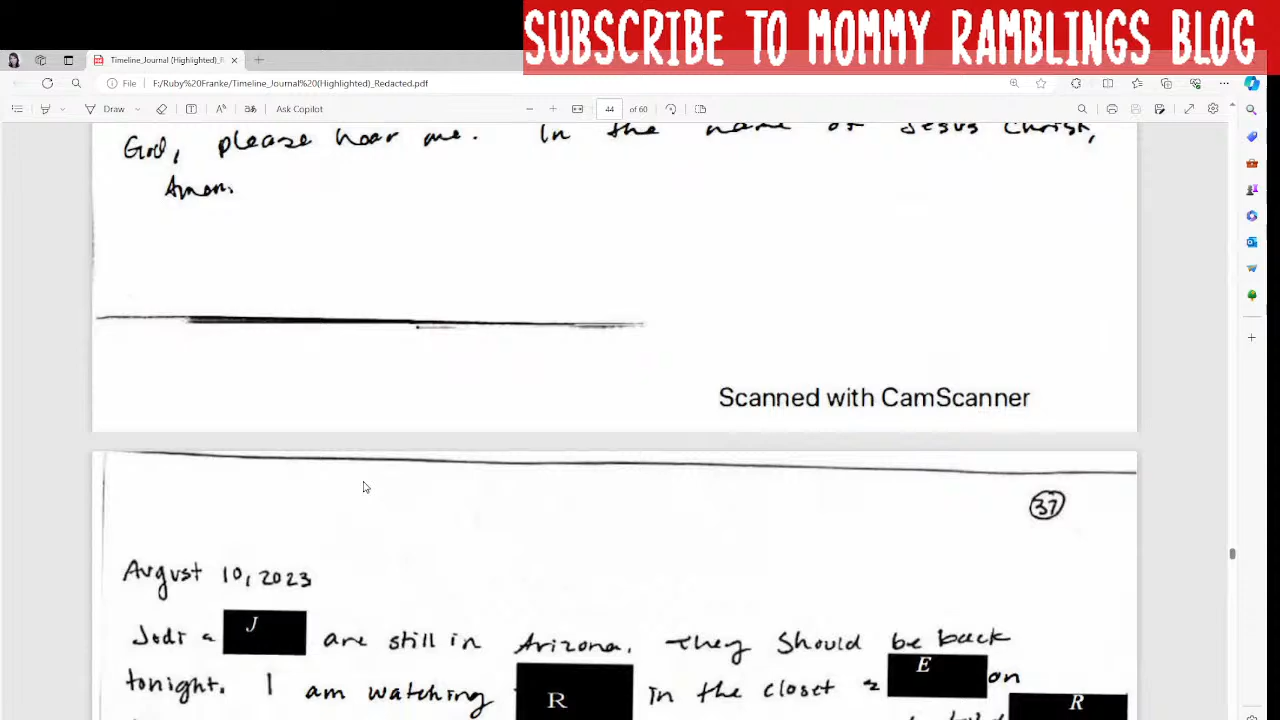 SUBSCRIBE TO MOMMY RAMBLINGS BLOG
Timeline_Journal (Highlighted)_R
File F:/Ruby%20Franke/Timeline_Journal%20(Highlighted)_Redacted.pdf
Draw Ask Copilot 44 of 60
God, please hear me. In the name of Jesus Christ,
Amen.
Scanned with CamScanner
37
August 10, 2023
Jodi & J are still in Arizona. They should be back
tonight. I am watching R in the closet & E on
R